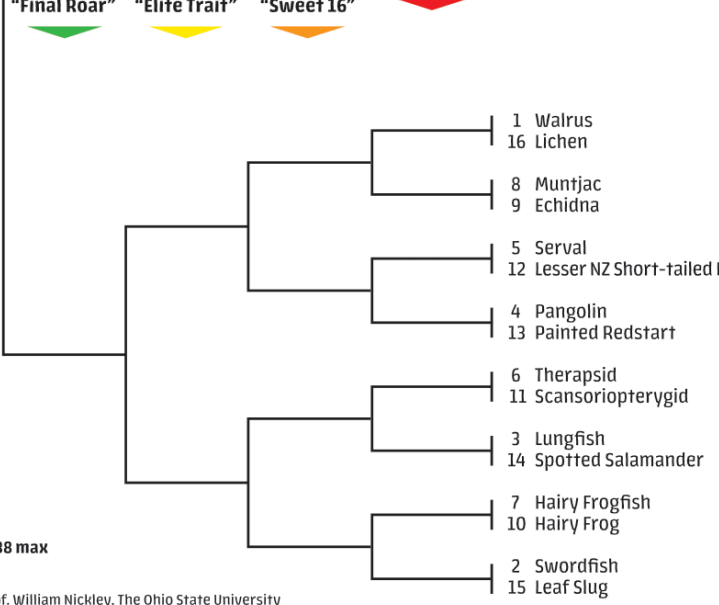 "Final Roar" "Elite Trait" "Sweet 16"
1 Walrus
16 Lichen
8 Muntjac
9 Echidna
5 Serval
12 Lesser NZ Short-tailed
4 Pangolin
13 Painted Redstart
6 Therapsid
11 Scansoriopterygid
3 Lungfish
14 Spotted Salamander
7 Hairy Frogfish
10 Hairy Frog
38 max
2 Swordfish
15 Leaf Slug
of. William Nickley, The Ohio State University